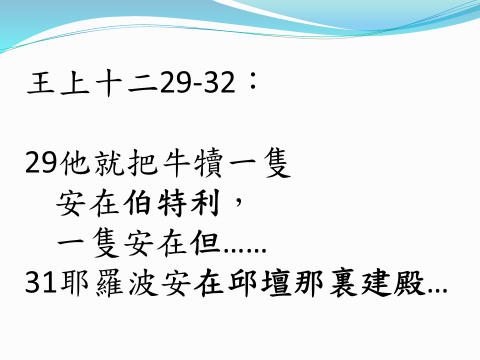 王上十二29-32：
29他就把牛犢一隻
安在伯特利，
一隻安在但……
31耶羅波安在邱壇那裏建殿…